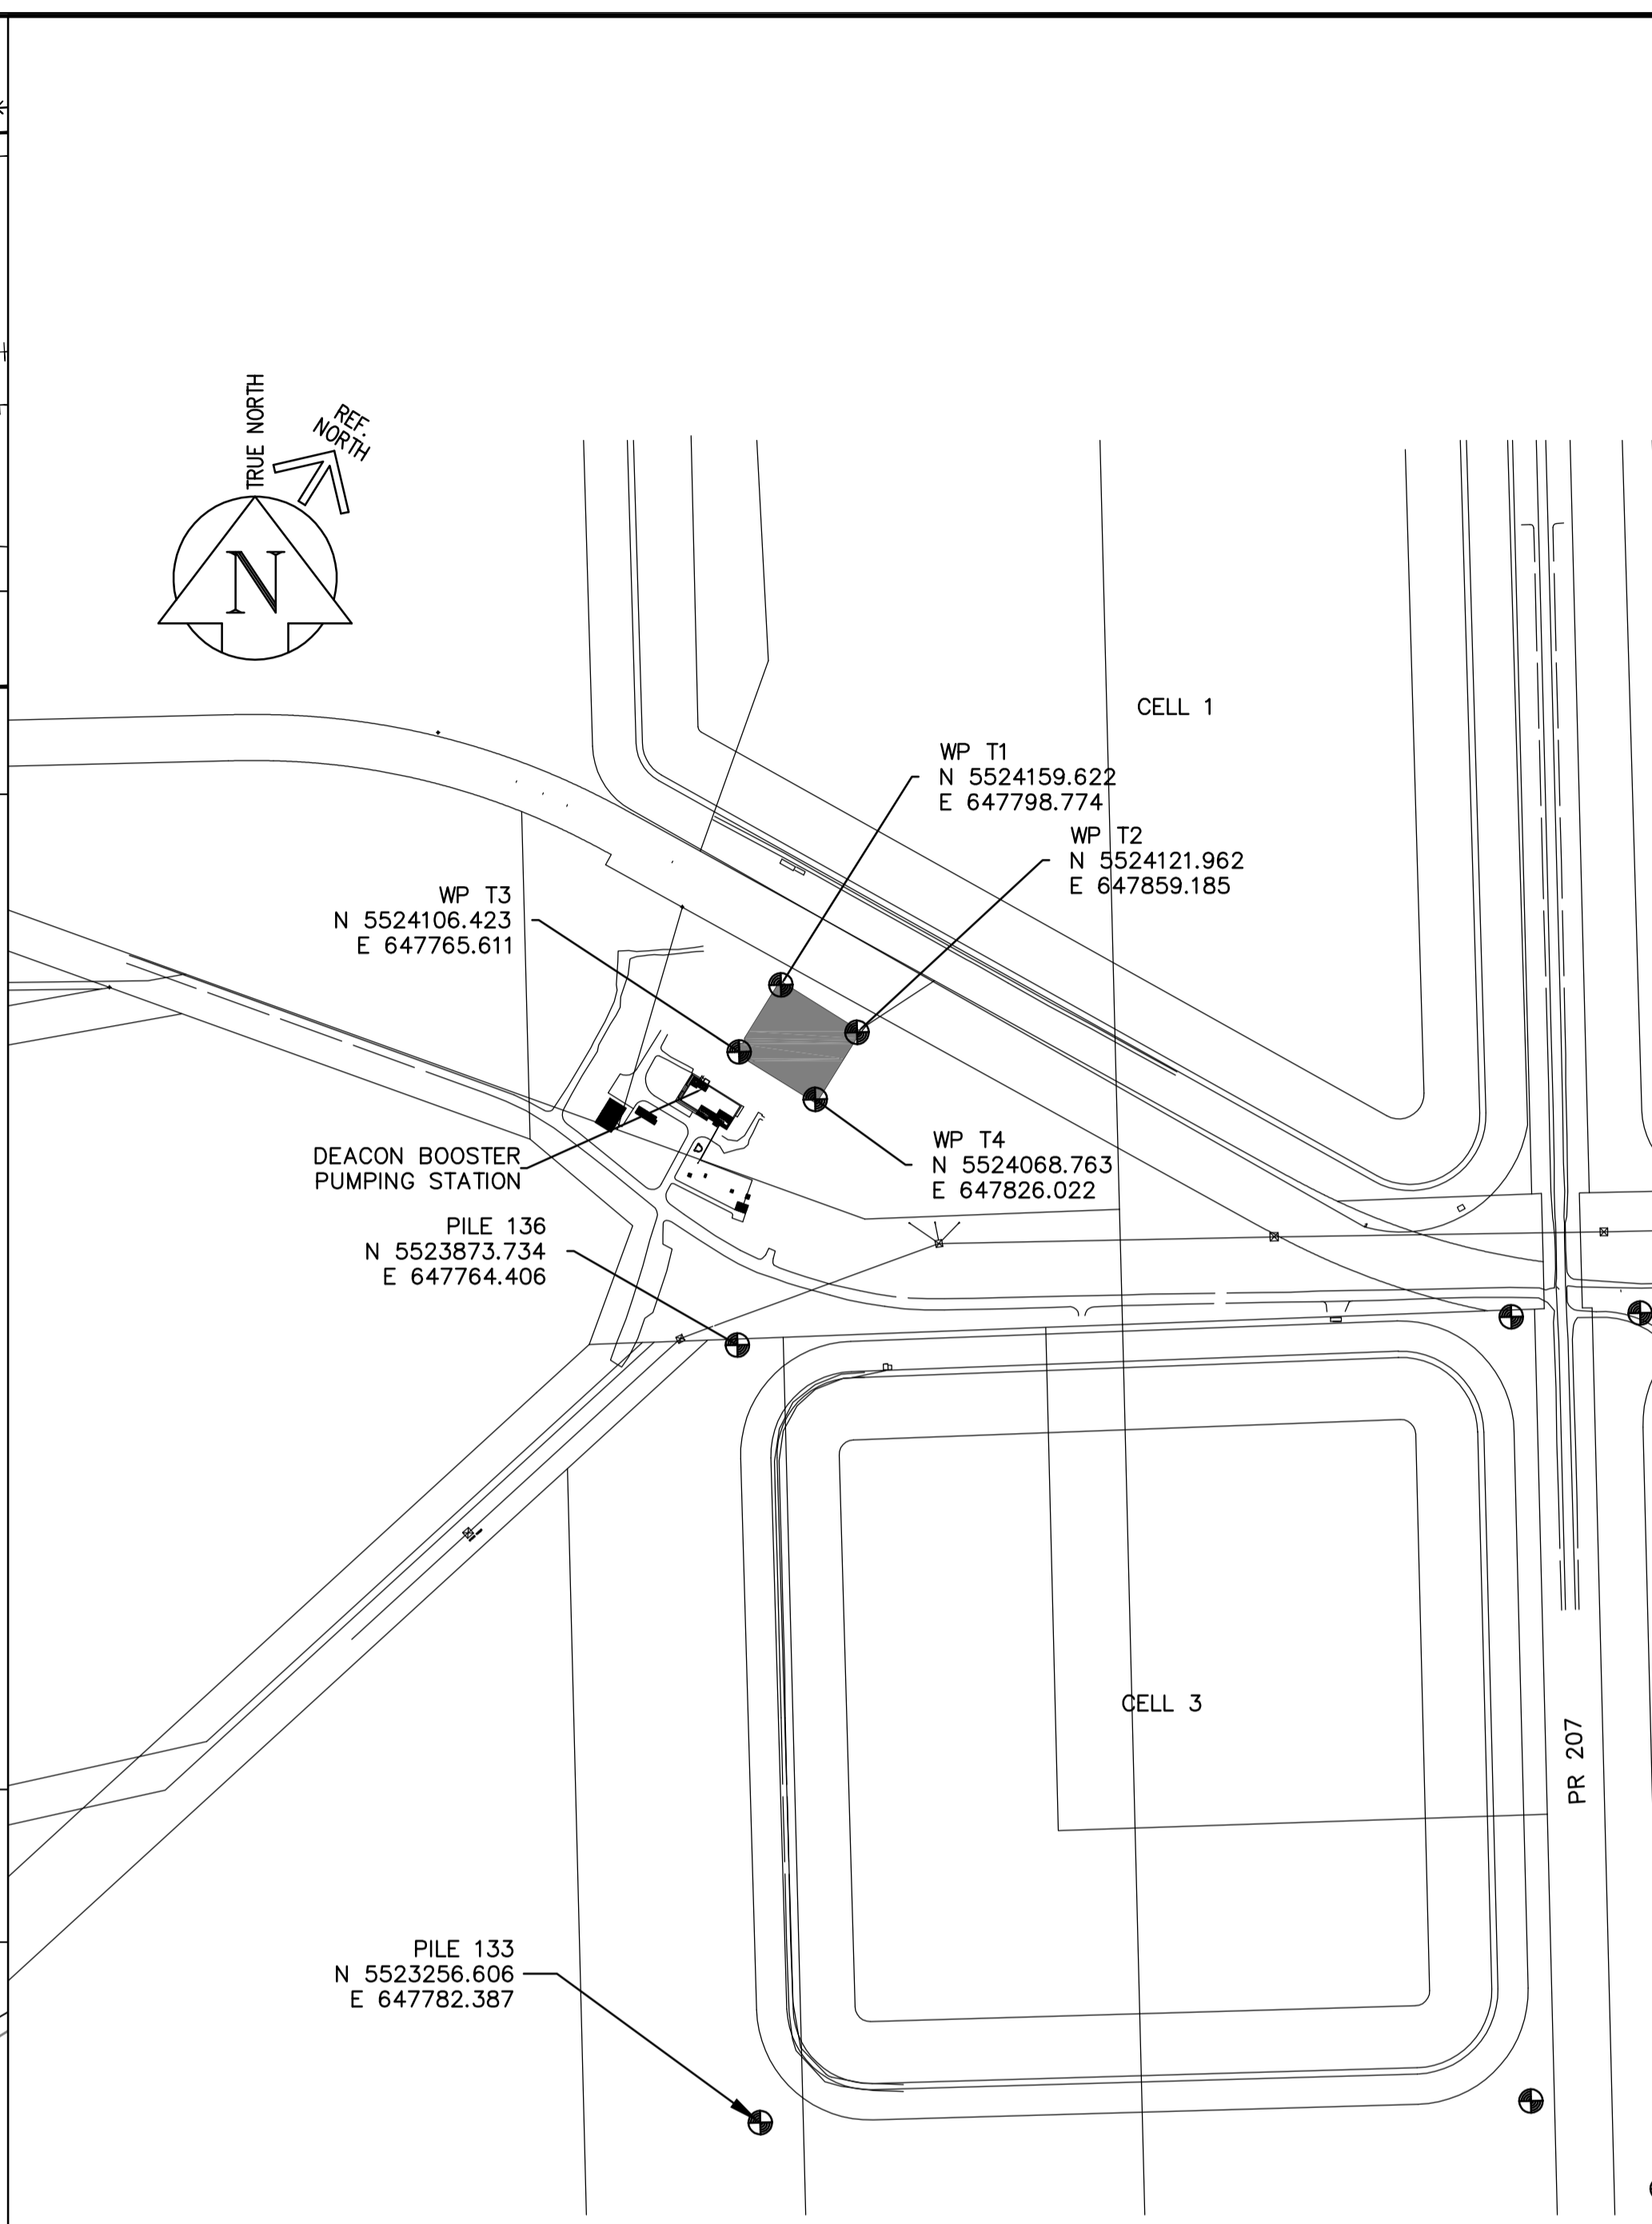 TRUE NORTH
REF.
NORTH
N
CELL 1
WP T1
N 5524159.622
E 647798.774
WP T2
N 5524121.962
E 647859.185
WP T3
N 5524106.423
E 647765.611
WP T4
N 5524068.763
E 647826.022
DEACON BOOSTER
PUMPING STATION
PILE 136
N 5523873.734
E 647764.406
CELL 3
PR 207
PILE 133
N 5523256.606
E 647782.387